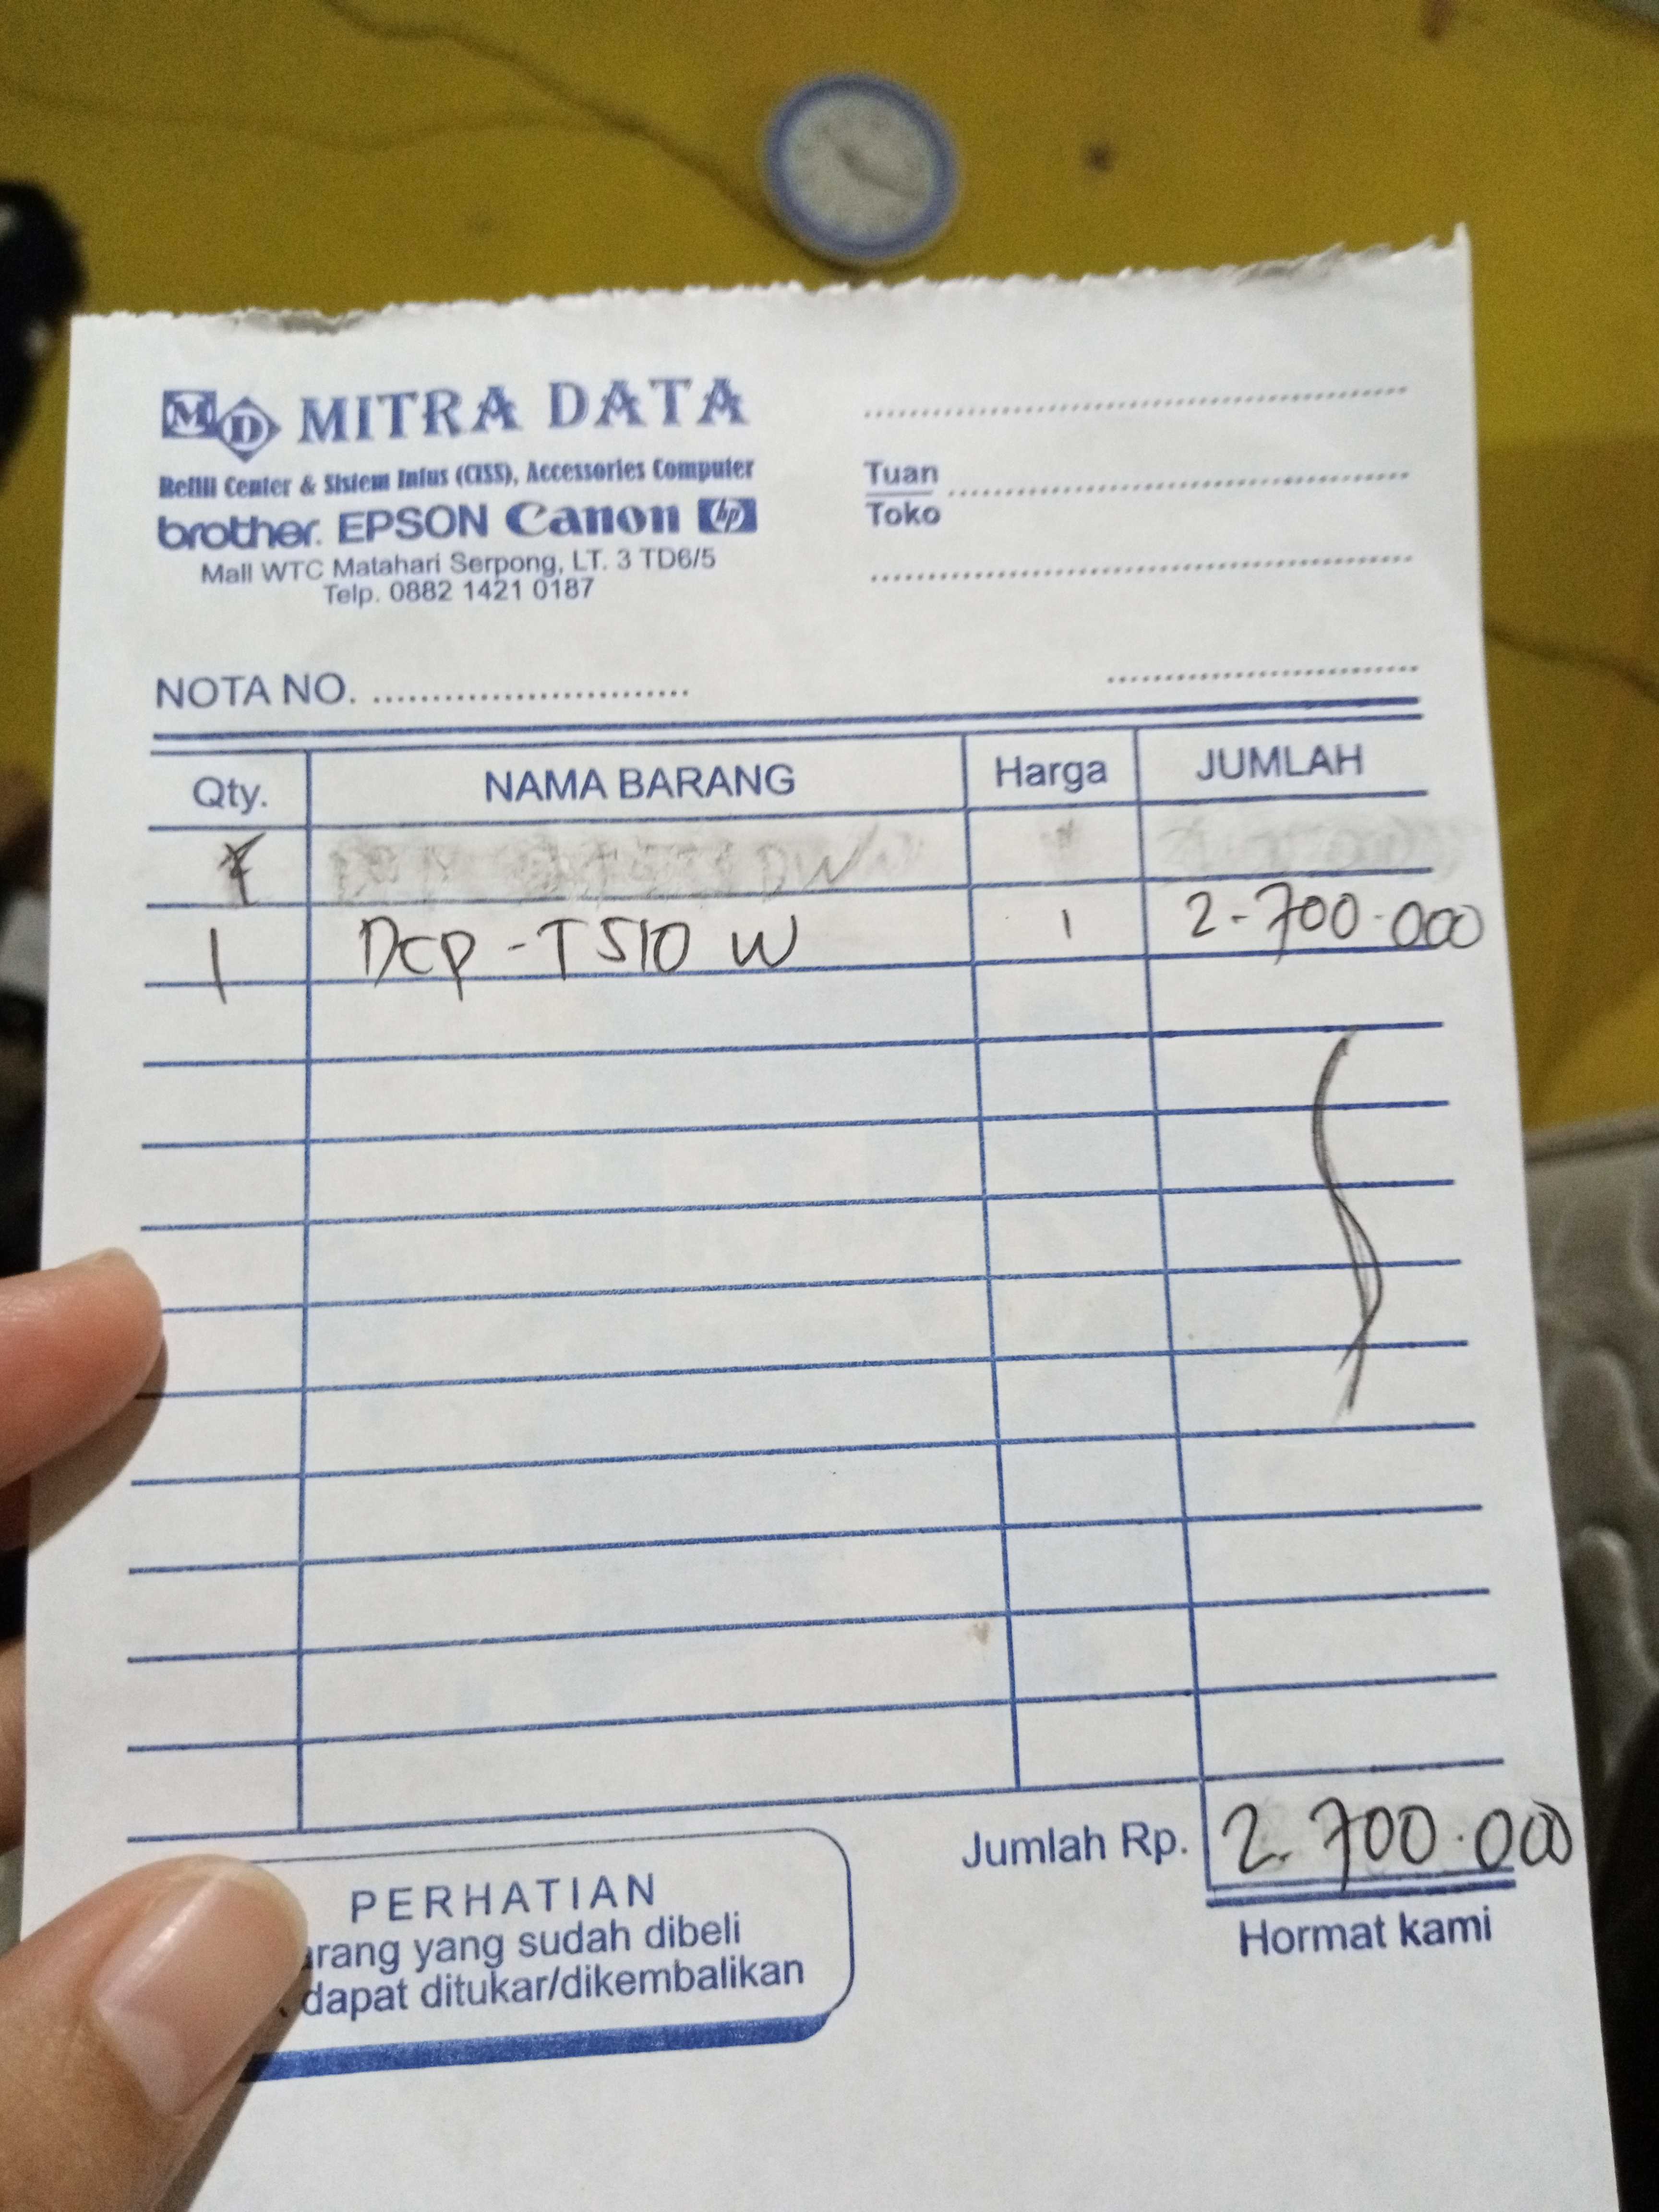 MD MITRA DATA
Refill Center & Sistem Infus (CISS), Accessories Computer
brother. EPSON Canon hp
Mall WTC Matahari Serpong, LT. 3 TD6/5
Telp. 0882 1421 0187
Tuan
Toko
NOTA NO.
Qty. NAMA BARANG Harga JUMLAH
1 DCP-T510 W 1 2-700.000
Jumlah Rp. 2.700.000
PERHATIAN
arang yang sudah dibeli
dapat ditukar/dikembalikan
Hormat kami